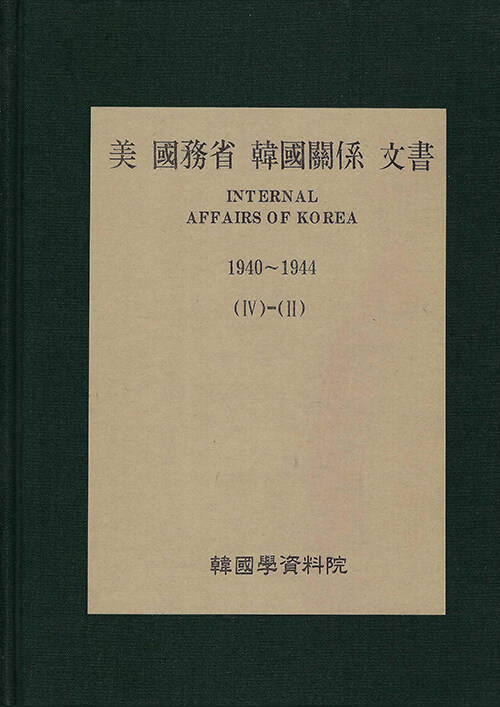 美 國務省 韓國關係 文書
INTERNAL
AFFAIRS OF KOREA
1940~1944
(IV)-(II)
韓國學資料院